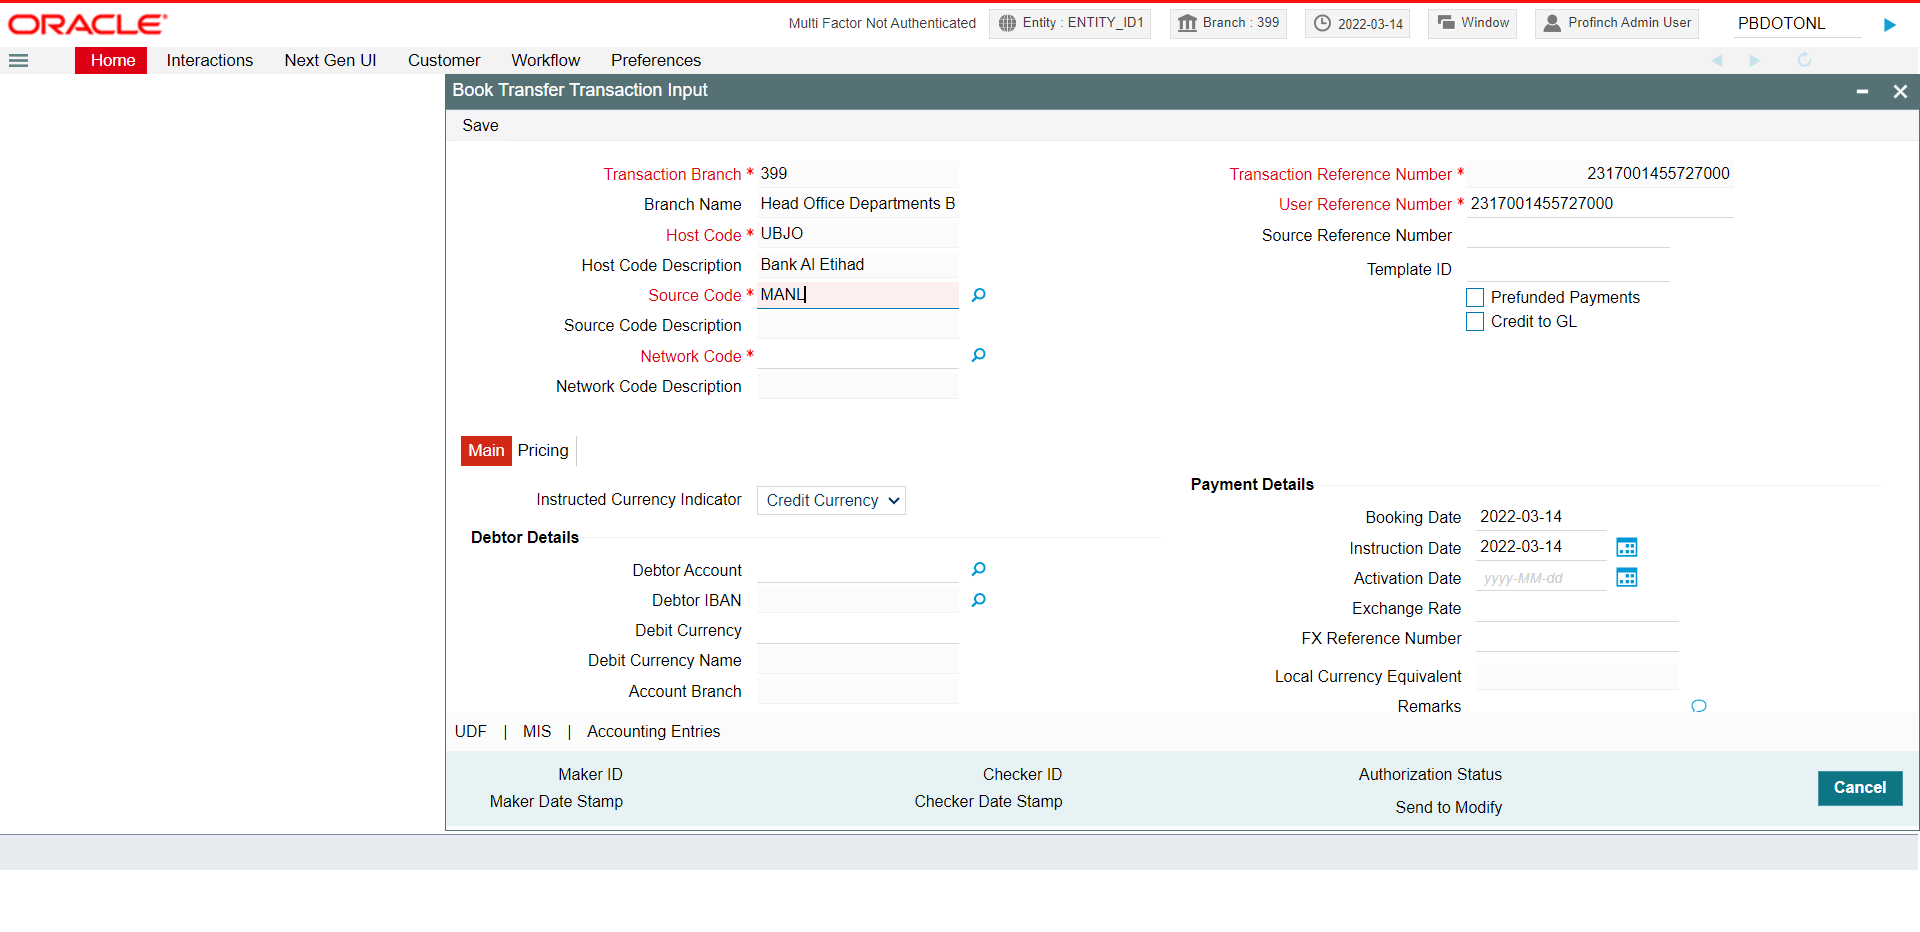 ORACLE
Multi Factor Not Authenticated
Entity : ENTITY_ID1
Branch : 399
2022-03-14
Window
Profinch Admin User
PBDOTONL
Home
Interactions
Next Gen UI
Customer
Workflow
Preferences
Book Transfer Transaction Input
Save
Transaction Branch * 399
Branch Name Head Office Departments B
Host Code * UBJO
Host Code Description Bank Al Etihad
Source Code * MANL
Source Code Description
Network Code *
Network Code Description
Transaction Reference Number * 2317001455727000
User Reference Number * 2317001455727000
Source Reference Number
Template ID
Prefunded Payments
Credit to GL
Main
Pricing
Instructed Currency Indicator Credit Currency
Debtor Details
Debtor Account
Debtor IBAN
Debit Currency
Debit Currency Name
Account Branch
Payment Details
Booking Date 2022-03-14
Instruction Date 2022-03-14
Activation Date yyyy-MM-dd
Exchange Rate
FX Reference Number
Local Currency Equivalent
Remarks
UDF | MIS | Accounting Entries
Maker ID
Maker Date Stamp
Checker ID
Checker Date Stamp
Authorization Status
Send to Modify
Cancel